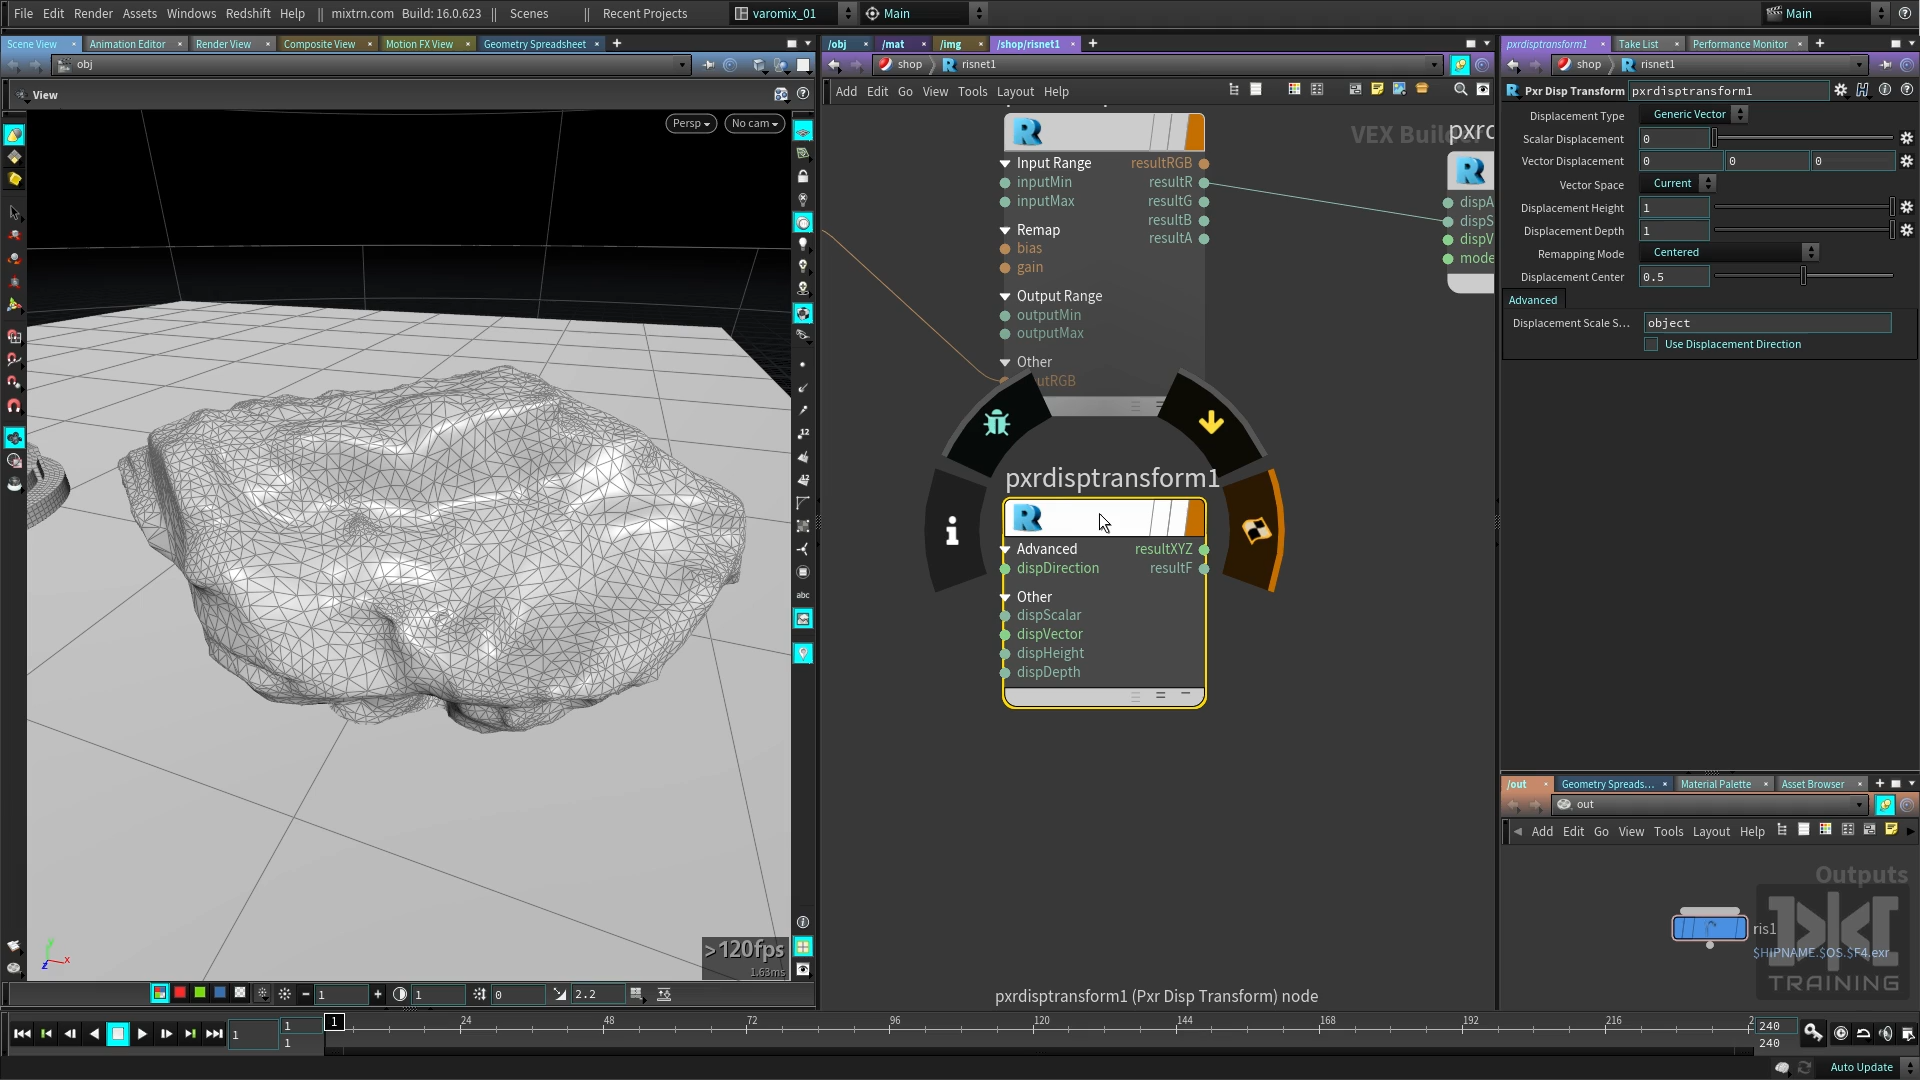 File Edit Render Assets Windows Redshift Help || mixtrn.com Build: 16.0.623 || Scenes || Recent Projects varomix_01 Main Main
Scene View Animation Editor Render View Composite View Motion FX View Geometry Spreadsheet
obj
View
Persp No cam
abc
>120fps
1.63ms
1 1 0 2.2
/obj /mat /img /shop/risnet1
shop risnet1
Add Edit Go View Tools Layout Help
VEX Buil
pxrd
Input Range resultRGB
inputMin resultR
inputMax resultG
resultB
Remap resultA
bias
gain
Output Range
outputMin
outputMax
Other
utRGB
dispA
dispS
dispV
mode
pxrdisptransform1
Advanced resultXYZ
dispDirection resultF
Other
dispScalar
dispVector
dispHeight
dispDepth
pxrdisptransform1 (Pxr Disp Transform) node
pxrdisptransform1 Take List Performance Monitor
shop risnet1
Pxr Disp Transform pxrdisptransform1
Displacement Type Generic Vector
Scalar Displacement 0
Vector Displacement 0 0 0
Vector Space Current
Displacement Height 1
Displacement Depth 1
Remapping Mode Centered
Displacement Center 0.5
Advanced
Displacement Scale S... object
Use Displacement Direction
/out Geometry Spreads... Material Palette Asset Browser
out
Add Edit Go View Tools Layout Help
Outputs
ris1
$HIPNAME.$OS.$F4.exr
TRAINING
1 1 1 1 24 48 72 96 120 144 168 192 216 2 240 240
Auto Update